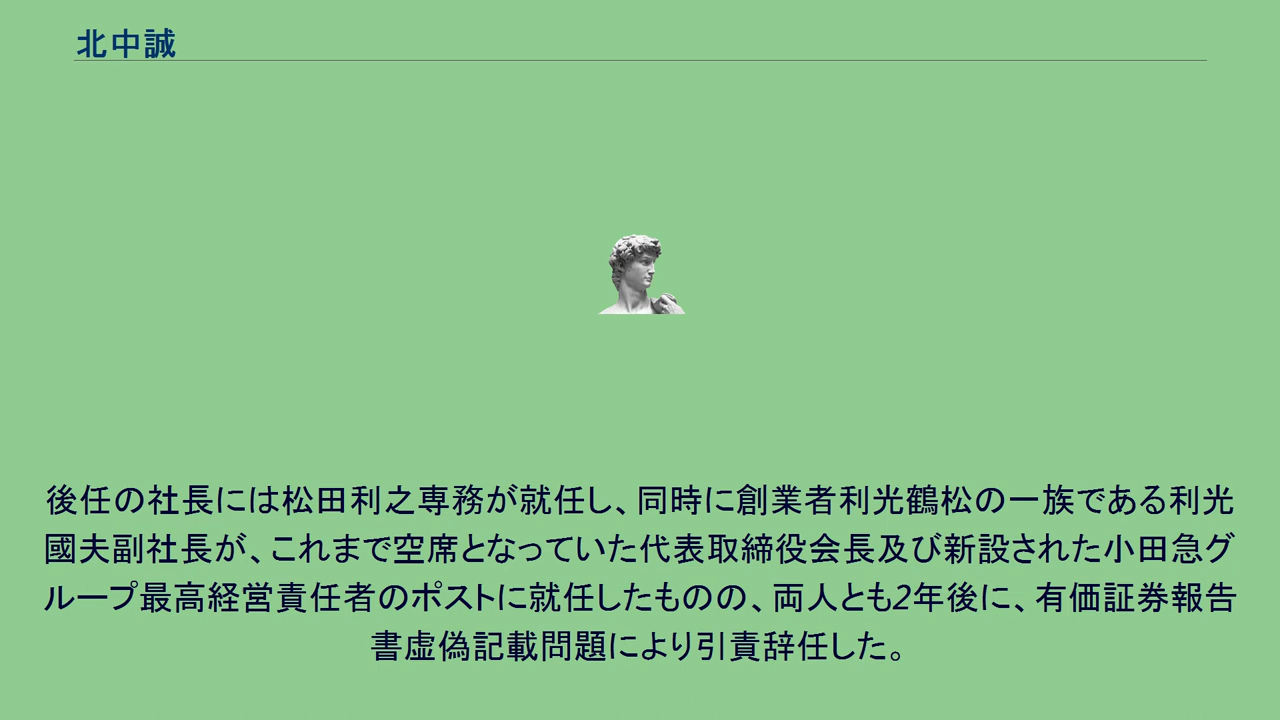 北中誠
後任の社長には松田利之専務が就任し、同時に創業者利光鶴松の一族である利光
國夫副社長が、これまで空席となっていた代表取締役会長及び新設された小田急グ
ループ最高経営責任者のポストに就任したものの、両人とも2年後に、有価証券報告
書虚偽記載問題により引責辞任した。